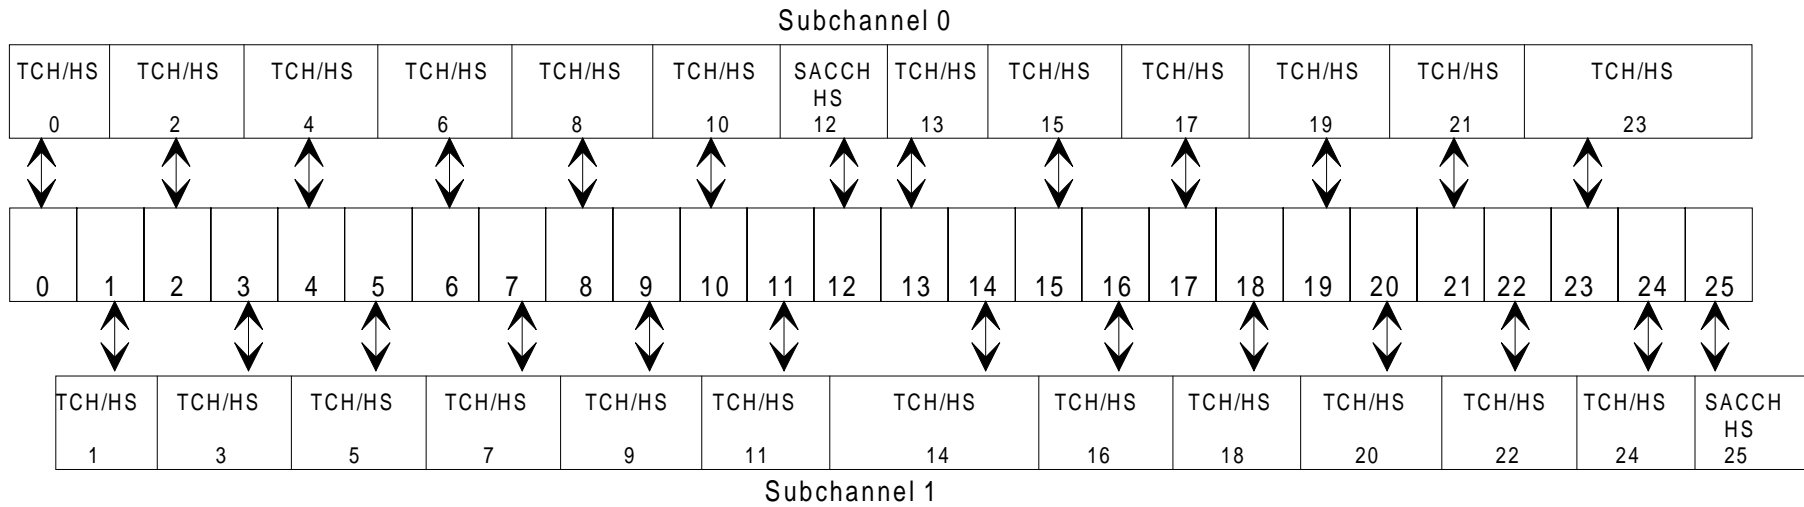 Subchannel 0
TCH/HS TCH/HS TCH/HS TCH/HS TCH/HS TCH/HS SACCH TCH/HS TCH/HS TCH/HS TCH/HS TCH/HS TCH/HS
HS
0 2 4 6 8 10 12 13 15 17 19 21 23
0 1 2 3 4 5 6 7 8 9 10 11 12 13 14 15 16 17 18 19 20 21 22 23 24 25
TCH/HS TCH/HS TCH/HS TCH/HS TCH/HS TCH/HS TCH/HS TCH/HS TCH/HS TCH/HS TCH/HS TCH/HS SACCH
HS
1 3 5 7 9 11 14 16 18 20 22 24 25
Subchannel 1